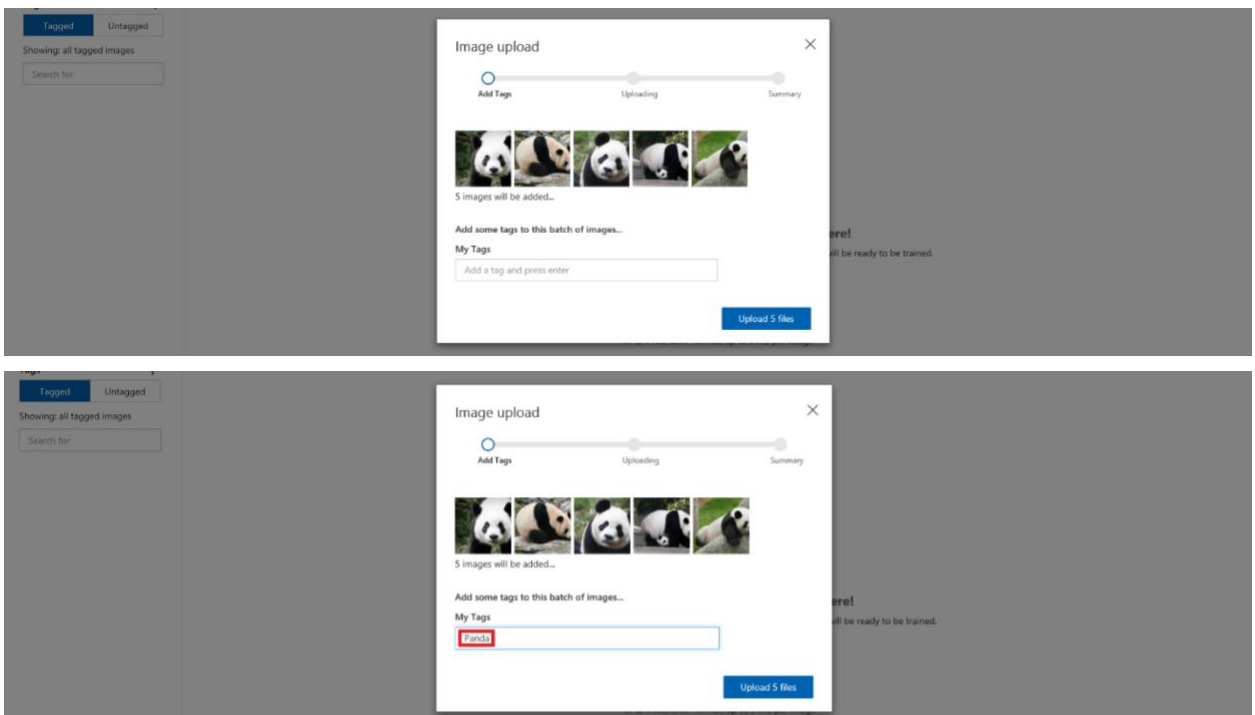 Tagged Untagged
Showing: all tagged images
Search for
Image upload
Add Tags Uploading Summary
5 images will be added...
Add some tags to this batch of images...
My Tags
Add a tag and press enter
Upload 5 files
ere!
will be ready to be trained.
Tags
Tagged Untagged
Showing: all tagged images
Search for
Image upload
Add Tags Uploading Summary
5 images will be added...
Add some tags to this batch of images...
My Tags
Panda
Upload 5 files
ere!
will be ready to be trained.